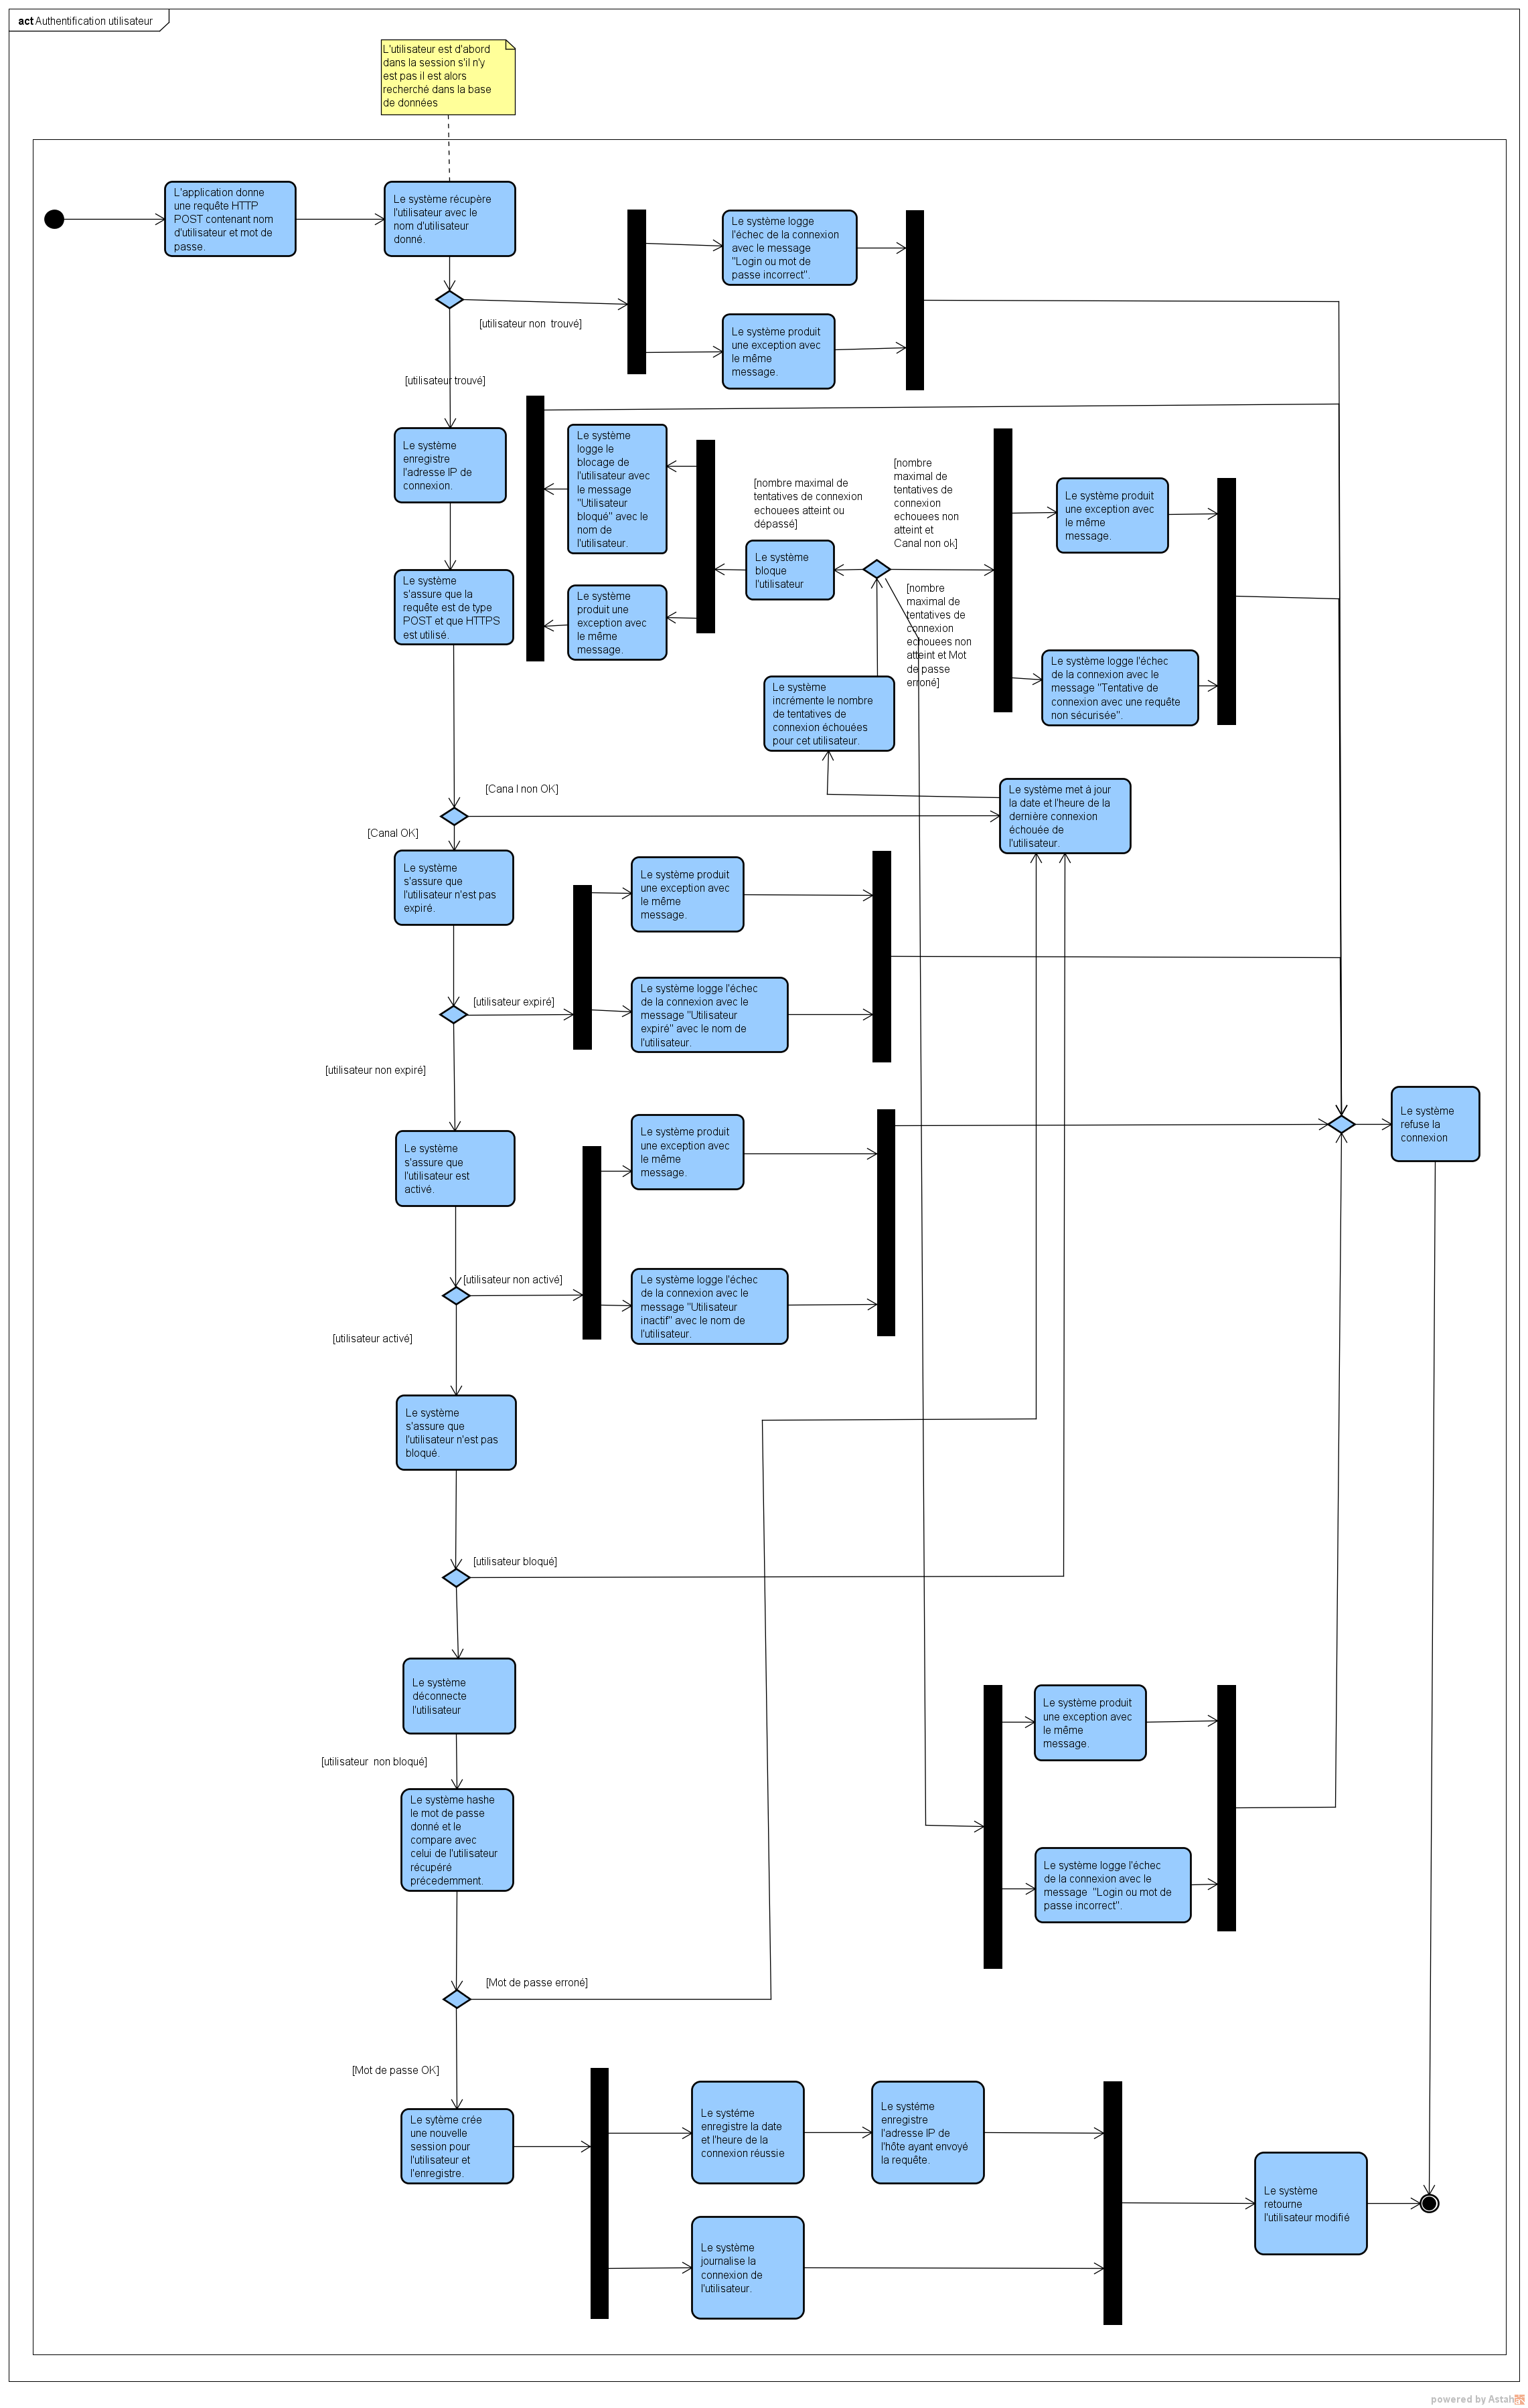 act Authentification utilisateur
L'utilisateur est d'abord
dans la session s'il n'y
est pas il est alors
recherché dans la base
de données
L'application donne
une requête HTTP
POST contenant nom
d'utilisateur et mot de
passe.
Le système récupère
l'utilisateur avec le
nom d'utilisateur
donné.
Le système logge
l'échec de la connexion
avec le message
"Login ou mot de
passe incorrect".
[utilisateur non  trouvé]
Le système produit
une exception avec
le même
message.
[utilisateur trouvé]
Le système
enregistre
l'adresse IP de
connexion.
Le système
logge le
blocage de
l'utilisateur avec
le message
"Utilisateur
bloqué" avec le
nom de
l'utilisateur.
[nombre maximal de
tentatives de connexion
echouees atteint ou
dépassé]
[nombre
maximal de
tentatives de
connexion
echouees non
atteint et
Canal non ok]
Le système produit
une exception avec
le même
message.
Le système
bloque
l'utilisateur
Le système
s'assure que la
requête est de type
POST et que HTTPS
est utilisé.
Le système
produit une
exception avec
le même
message.
[nombre
maximal de
tentatives de
connexion
echouees non
atteint et Mot
de passe
erroné]
Le système logge l'échec
de la connexion avec le
message "Tentative de
connexion avec une requête
non sécurisée".
Le système
incrémente le nombre
de tentatives de
connexion échouées
pour cet utilisateur.
[Cana l non OK]
Le système met à jour
la date et l'heure de la
dernière connexion
échouée de
l'utilisateur.
[Canal OK]
Le système
s'assure que
l'utilisateur n'est pas
expiré.
Le système produit
une exception avec
le même
message.
[utilisateur expiré]
Le système logge l'échec
de la connexion avec le
message "Utilisateur
expiré" avec le nom de
l'utilisateur.
[utilisateur non expiré]
Le système
s'assure que
l'utilisateur est
activé.
Le système produit
une exception avec
le même
message.
Le système
refuse la
connexion
[utilisateur non activé]
Le système logge l'échec
de la connexion avec le
message "Utilisateur
inactif" avec le nom de
l'utilisateur.
[utilisateur activé]
Le système
s'assure que
l'utilisateur n'est pas
bloqué.
[utilisateur bloqué]
Le système
déconnecte
l'utilisateur
Le système produit
une exception avec
le même
message.
[utilisateur  non bloqué]
Le système hashe
le mot de passe
donné et le
compare avec
celui de l'utilisateur
récupéré
précedemment.
Le système logge l'échec
de la connexion avec le
message  "Login ou mot de
passe incorrect".
[Mot de passe erroné]
[Mot de passe OK]
Le sytème crée
une nouvelle
session pour
l'utilisateur et
l'enregistre.
Le systéme
enregistre la date
et l'heure de la
connexion réussie
Le systéme
enregistre
l'adresse IP de
l'hôte ayant envoyé
la requête.
Le système
retourne
l'utilisateur modifié
Le système
journalise la
connexion de
l'utilisateur.
powered by Astah